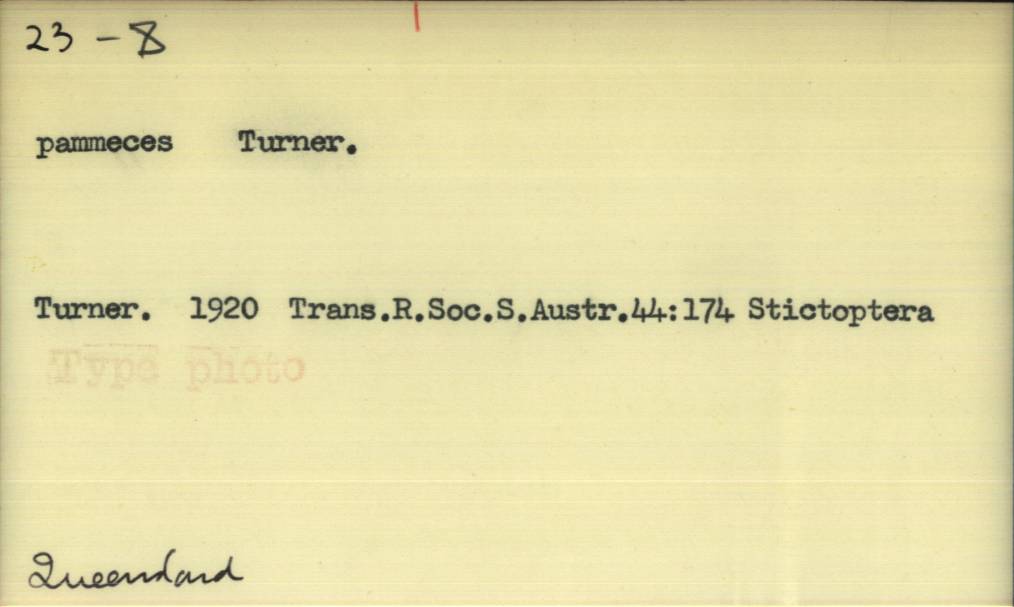 23 - 8
pammeces Turner.
Turner. 1920 Trans.R.Soc.S.Austr.44:174 Stictoptera
Type photo
Queensland